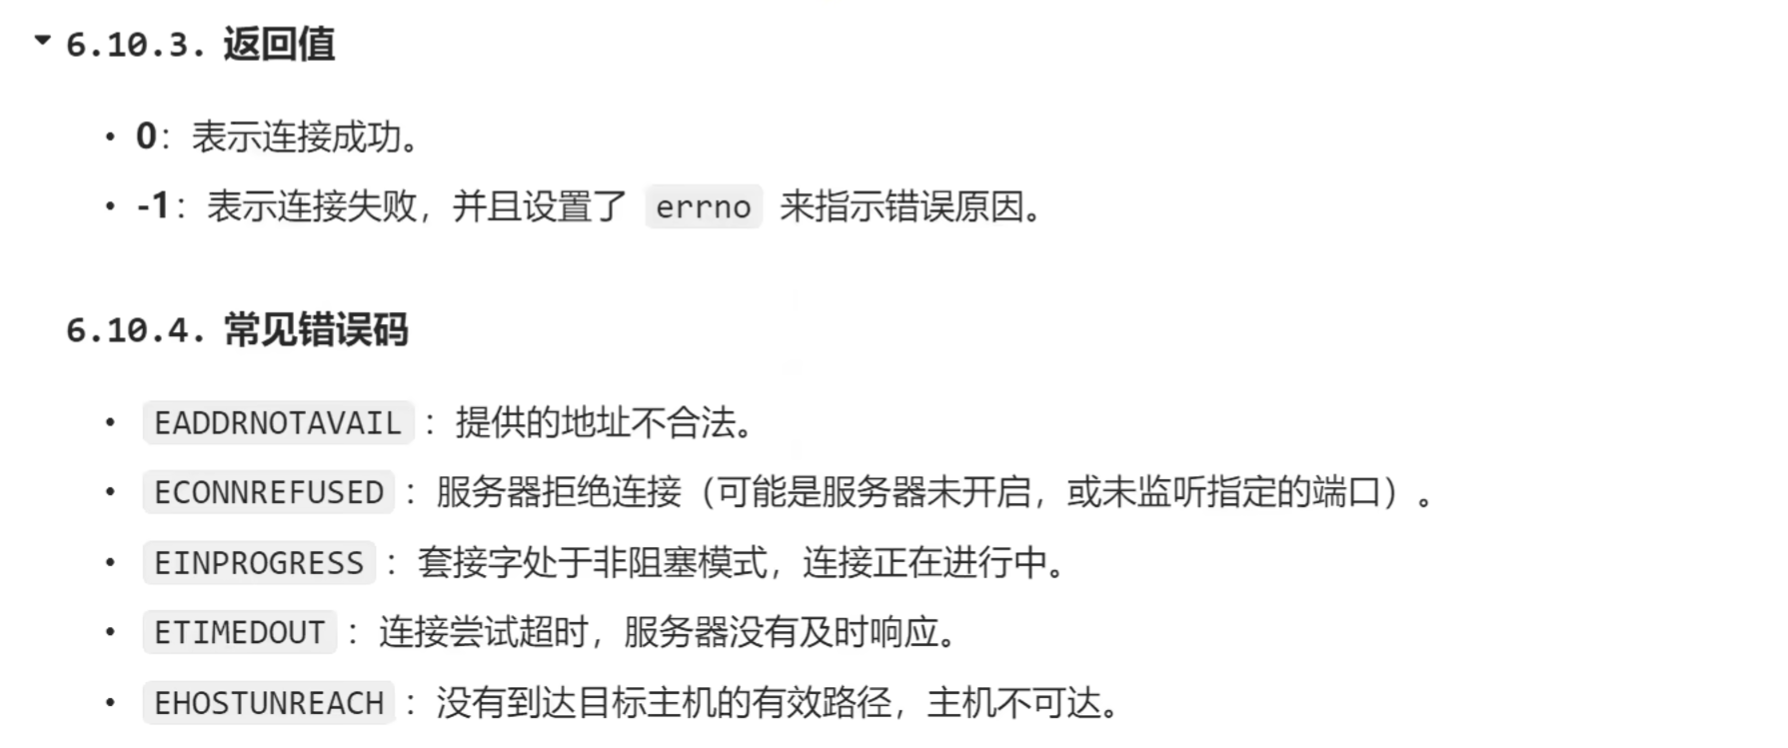 6.10.3. 返回值
• 0：表示连接成功。
• -1：表示连接失败，并且设置了 errno 来指示错误原因。
6.10.4. 常见错误码
• EADDRNOTAVAIL ：提供的地址不合法。
• ECONNREFUSED ：服务器拒绝连接（可能是服务器未开启，或未监听指定的端口）。
• EINPROGRESS ：套接字处于非阻塞模式，连接正在进行中。
• ETIMEDOUT ：连接尝试超时，服务器没有及时响应。
• EHOSTUNREACH ：没有到达目标主机的有效路径，主机不可达。